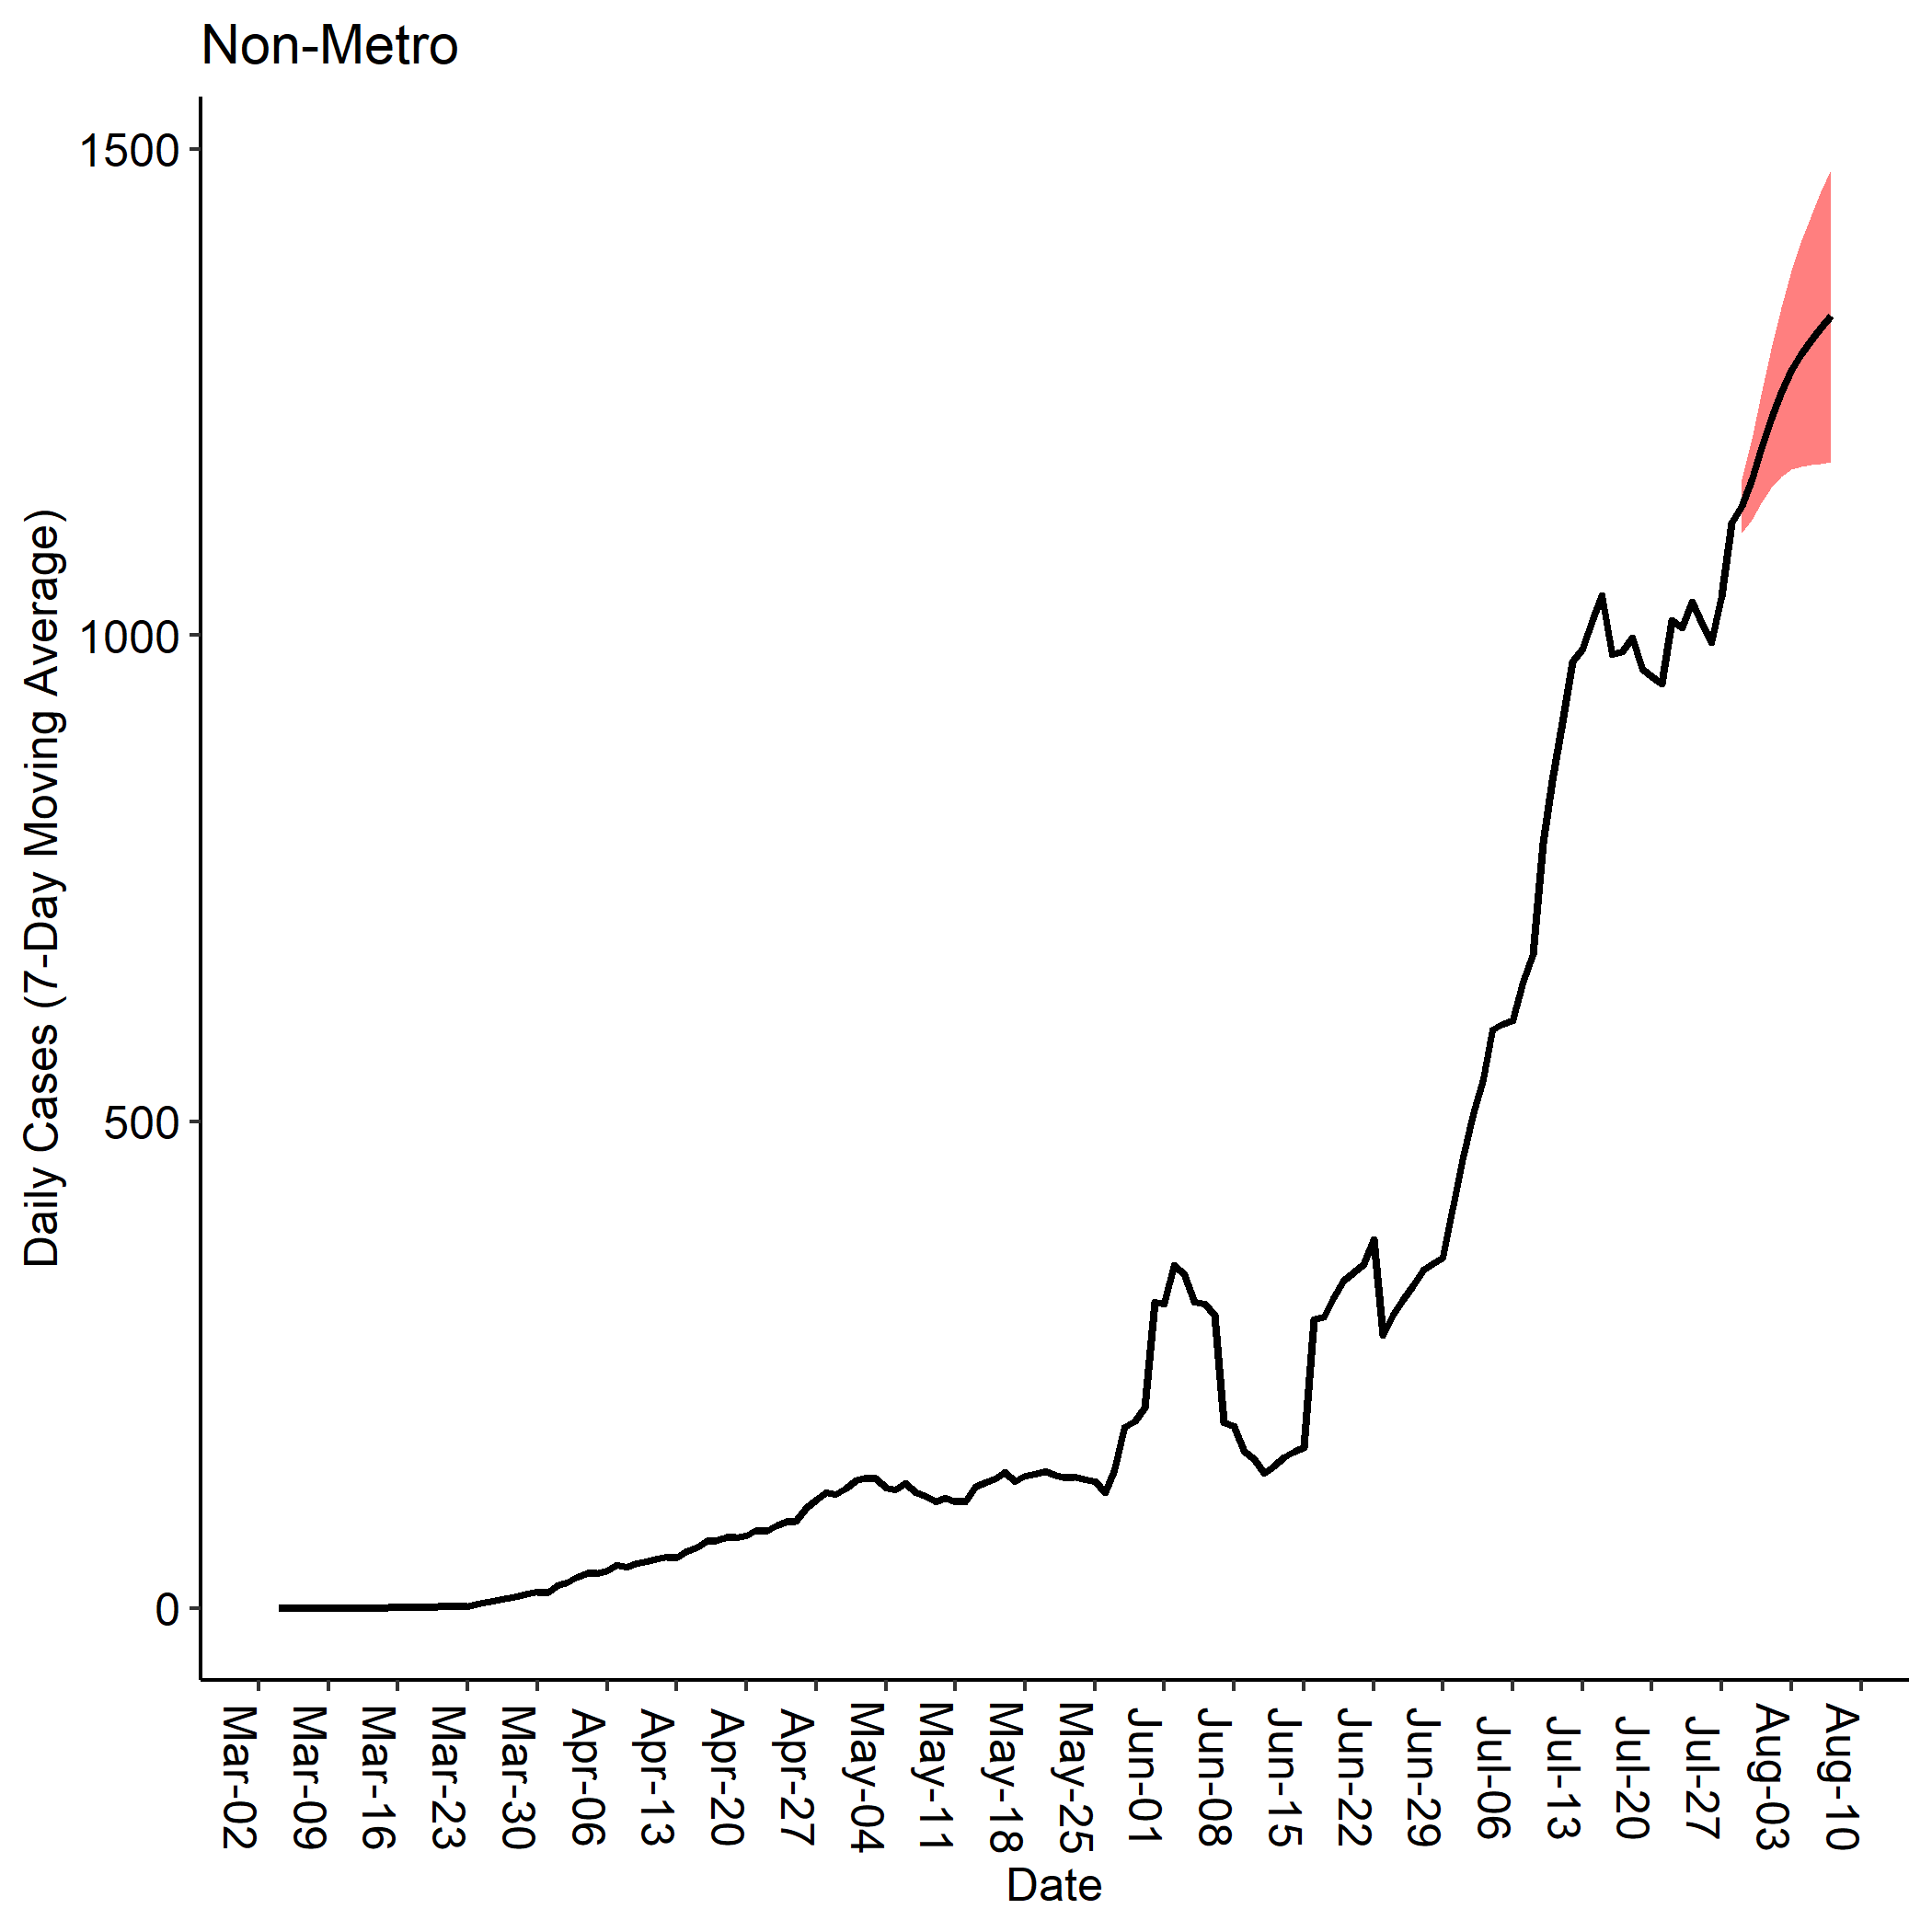 Non-Metro
Daily Cases (7-Day Moving Average)
1500
1000
500
0
Mar-02
Mar-09
Mar-16
Mar-23
Mar-30
Apr-06
Apr-13
Apr-20
Apr-27
May-04
May-11
May-18
May-25
Jun-01
Jun-08
Jun-15
Jun-22
Jun-29
Jul-06
Jul-13
Jul-20
Jul-27
Aug-03
Aug-10
Date